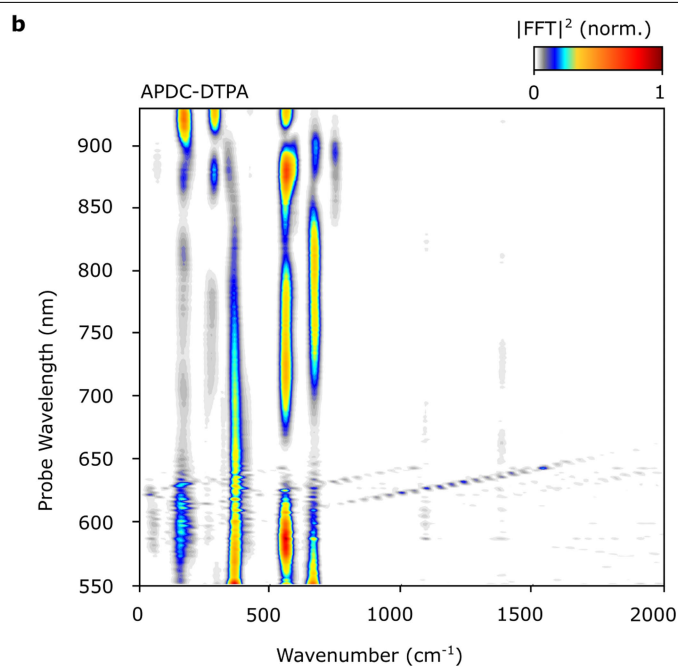 b
|FFT|² (norm.)
0 1
APDC-DTPA
900
850
800
750
700
650
600
550
Probe Wavelength (nm)
0 500 1000 1500 2000
Wavenumber (cm⁻¹)